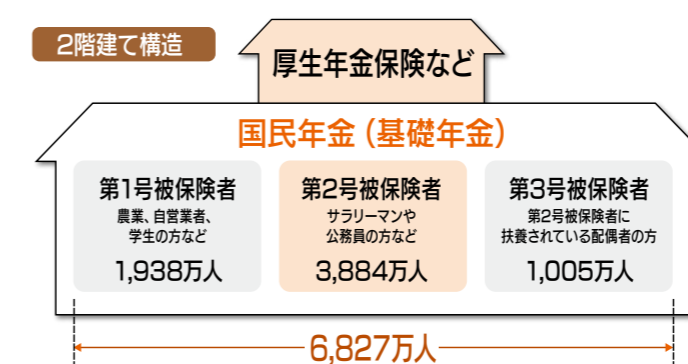 2階建て構造
厚生年金保険など
国民年金（基礎年金）
第1号被保険者
農業、自営業者、
学生の方など
1,938万人
第2号被保険者
サラリーマンや
公務員の方など
3,884万人
第3号被保険者
第2号被保険者に
扶養されている配偶者の方
1,005万人
6,827万人